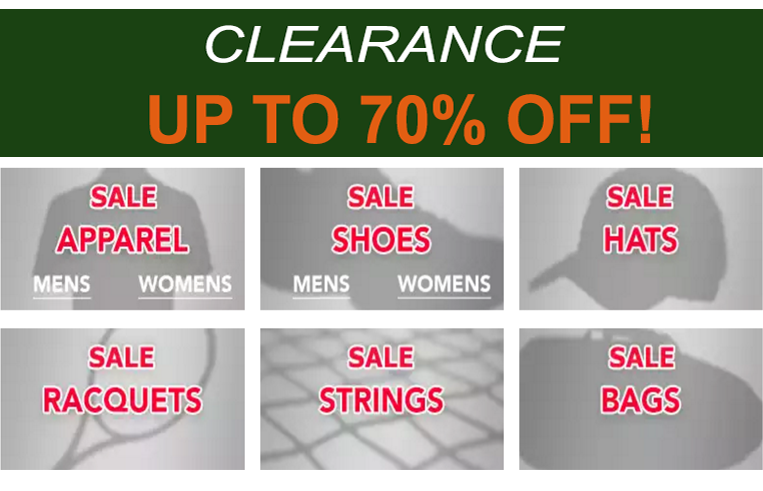 CLEARANCE
UP TO 70% OFF!
SALE
APPAREL
MENS WOMENS
SALE
SHOES
MENS WOMENS
SALE
HATS
SALE
RACQUETS
SALE
STRINGS
SALE
BAGS